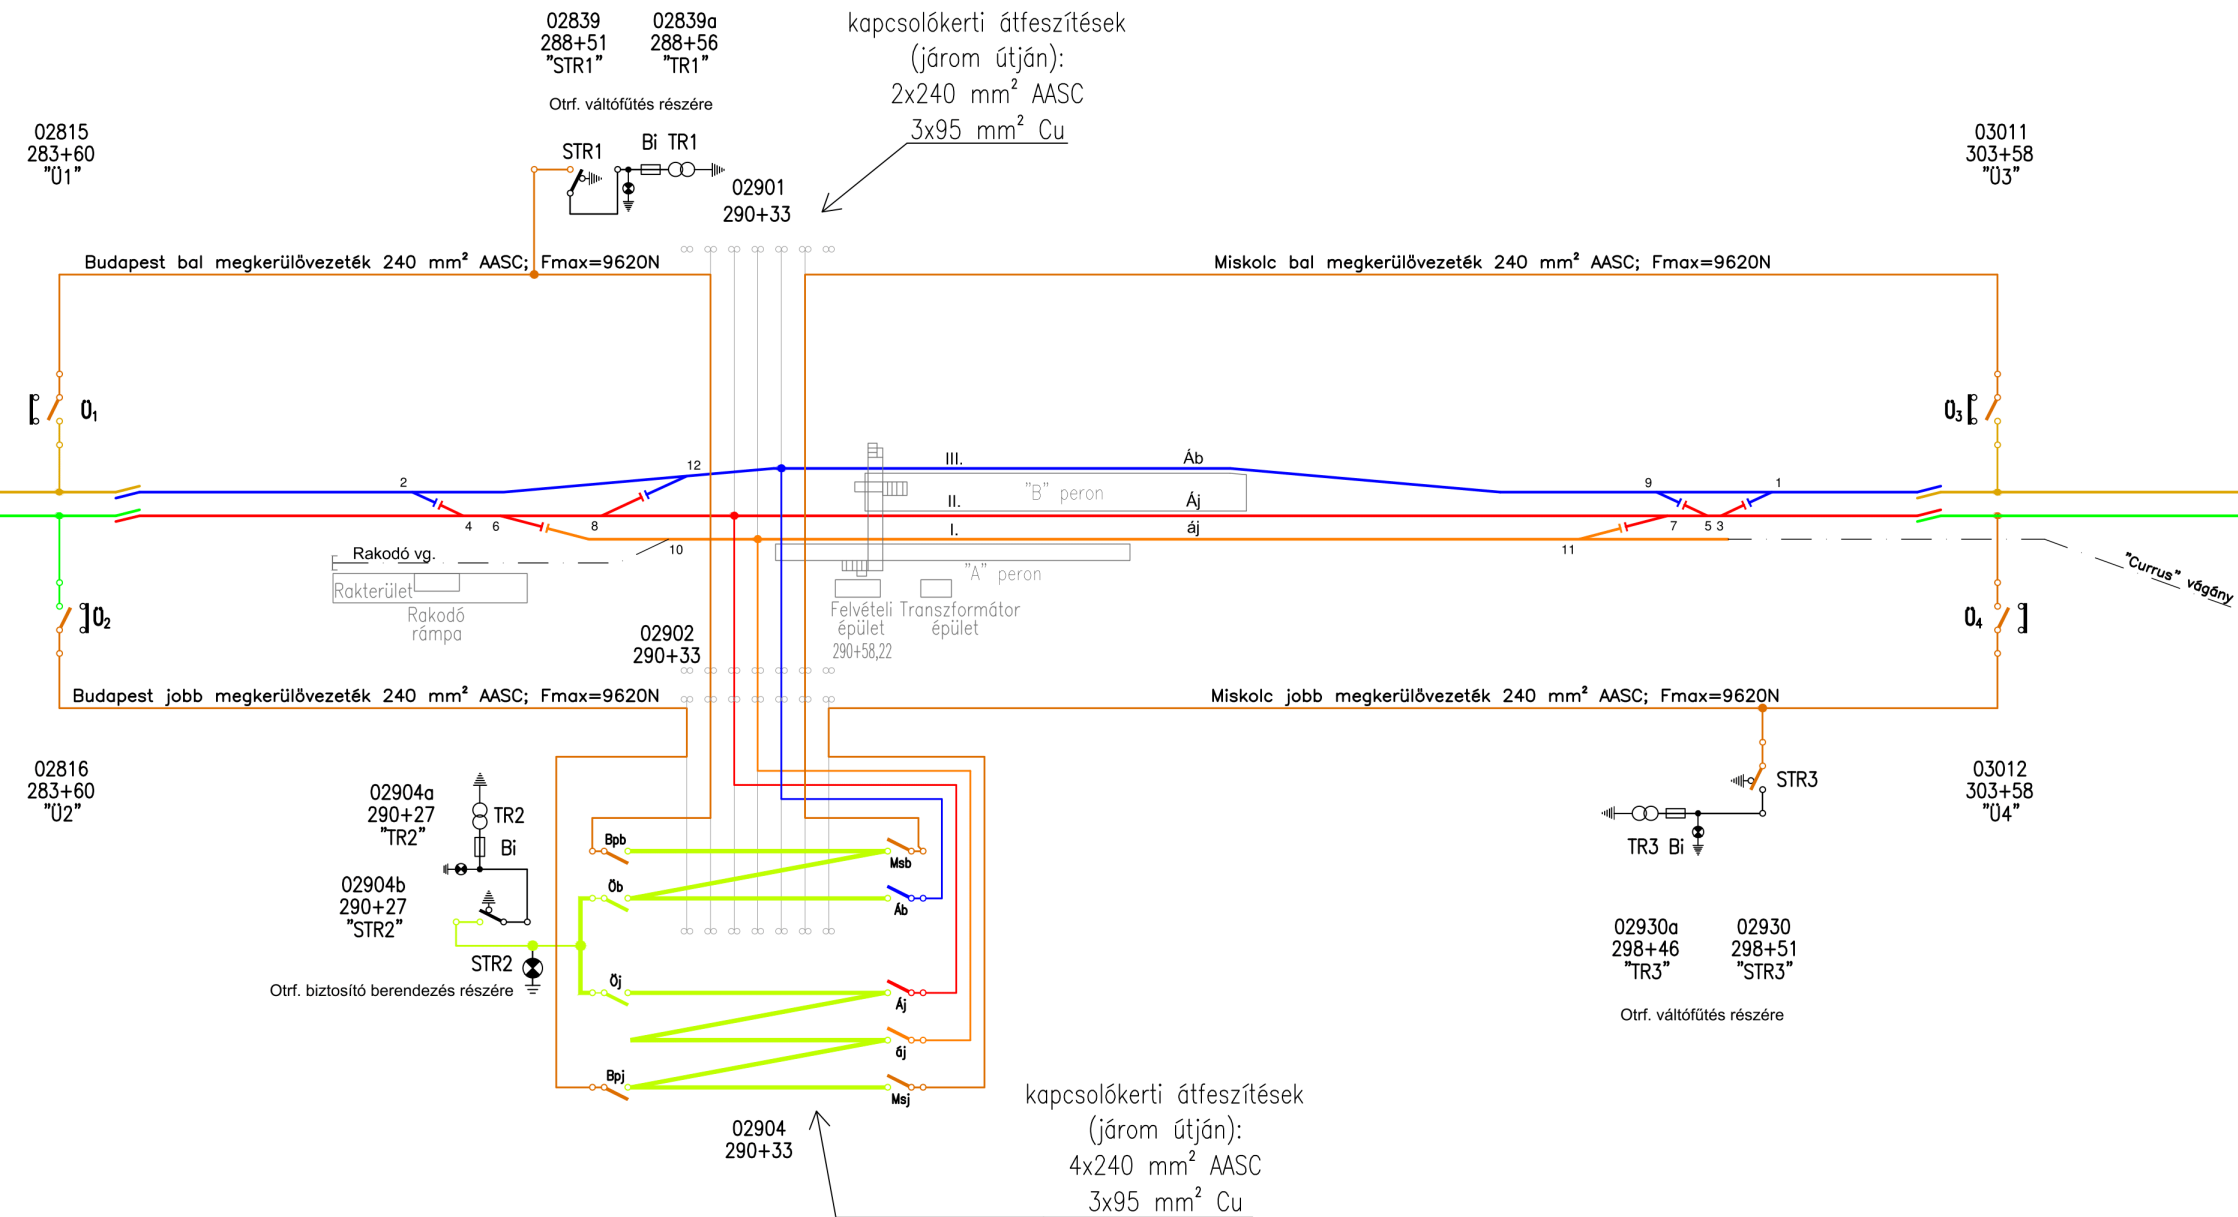 02839
288+51
"STR1"
02839a
288+56
"TR1"
kapcsolókerti átfeszítések
(járom útján):
2x240 mm² AASC
3x95 mm² Cu
Otrf. váltófűtés részére
02815
283+60
"Ü1"
STR1
Bi TR1
02901
290+33
03011
303+58
"Ü3"
Budapest bal megkerülővezeték 240 mm² AASC; Fmax=9620N
Miskolc bal megkerülővezeték 240 mm² AASC; Fmax=9620N
Ü1
Ü3
2
12
III.
Áb
"B" peron
9
1
II.
Áj
4
6
8
I.
áj
7
5
3
Rakodó vg.
10
11
"A" peron
"Currus" vágány
Rakterület
Rakodó
rámpa
Felvételi
épület
290+58,22
Transzformátor
épület
Ü2
Ü4
02902
290+33
Budapest jobb megkerülővezeték 240 mm² AASC; Fmax=9620N
Miskolc jobb megkerülővezeték 240 mm² AASC; Fmax=9620N
02816
283+60
"Ü2"
02904a
290+27
"TR2"
TR2
Bi
STR3
03012
303+58
"Ü4"
TR3 Bi
Bpb
Msb
Öb
Áb
02904b
290+27
"STR2"
STR2
Otrf. biztosító berendezés részére
Öj
Áj
áj
Bpj
Msj
02930a
298+46
"TR3"
02930
298+51
"STR3"
Otrf. váltófűtés részére
02904
290+33
kapcsolókerti átfeszítések
(járom útján):
4x240 mm² AASC
3x95 mm² Cu